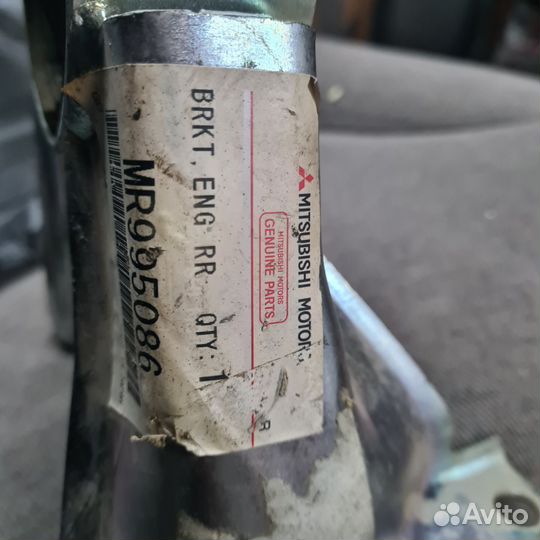 MITSUBISHI MOTORS
MITSUBISHI MOTORS
GENUINE PARTS
BRKT, ENG RR QTY: 1
MR995086
R
Avito